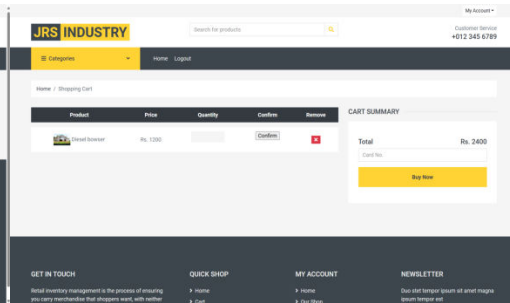 My Account
JRS INDUSTRY
Search for products
Customer Service
+012 345 6789
Categories
Home Logout
Home / Shopping Cart
Product Price Quantity Confirm Remove
Diesel bowser Rs. 1200 Confirm X
CART SUMMARY
Total Rs. 2400
Card No.
Buy Now
GET IN TOUCH
Retail inventory management is the process of ensuring
you carry merchandise that shoppers want, with neither
QUICK SHOP
Home
Cart
MY ACCOUNT
Home
Our Shop
NEWSLETTER
Duo stet tempor ipsum sit amet magna
ipsum tempor est